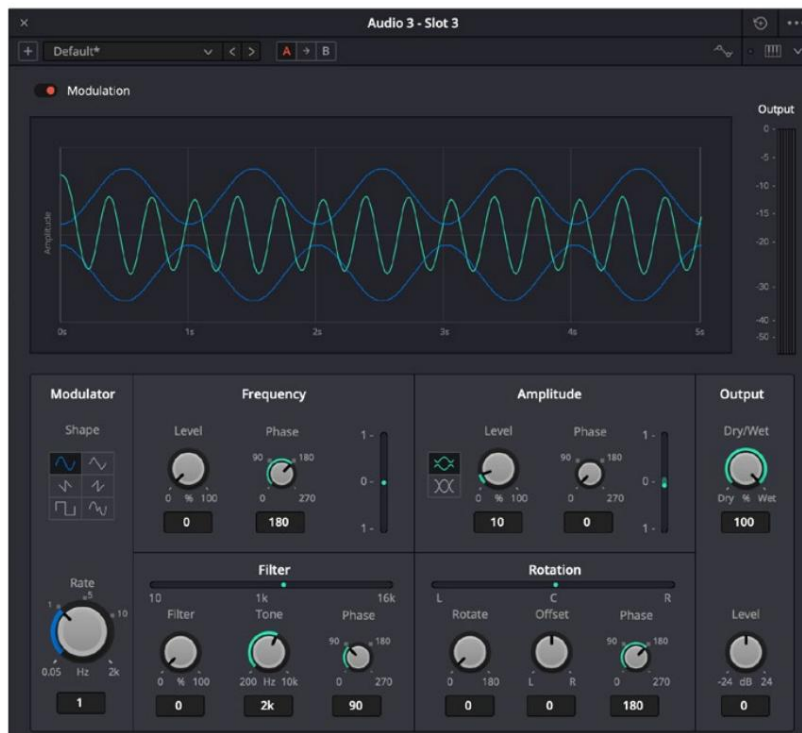 Audio 3 - Slot 3
Default*
A B
Modulation
Output
0 -
-5 -
-10 -
-15 -
-20 -
-30 -
-40 -
-50 -
Amplitude
0s 1s 2s 3s 4s 5s
Modulator
Shape
Rate
1 5 10
0.05 Hz 2k
1
Frequency
Level Phase
90 180
0 % 100 0 270
0 180
1 -
0 -
1 -
Amplitude
Level Phase
90 180
0 % 100 0 270
10 0
1 -
0 -
1 -
Output
Dry/Wet
Dry % Wet
100
Filter
10 1k 16k
Filter Tone Phase
90 180
0 % 100 200 Hz 10k 0 270
0 2k 90
Rotation
L C R
Rotate Offset Phase
90 180
0 180 L R 0 270
0 0 180
Level
-24 dB 24
0